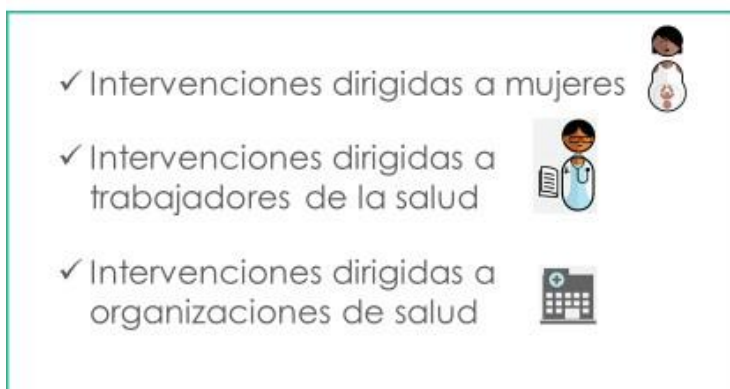 ✓ Intervenciones dirigidas a mujeres
✓ Intervenciones dirigidas a
trabajadores de la salud
✓ Intervenciones dirigidas a
organizaciones de salud